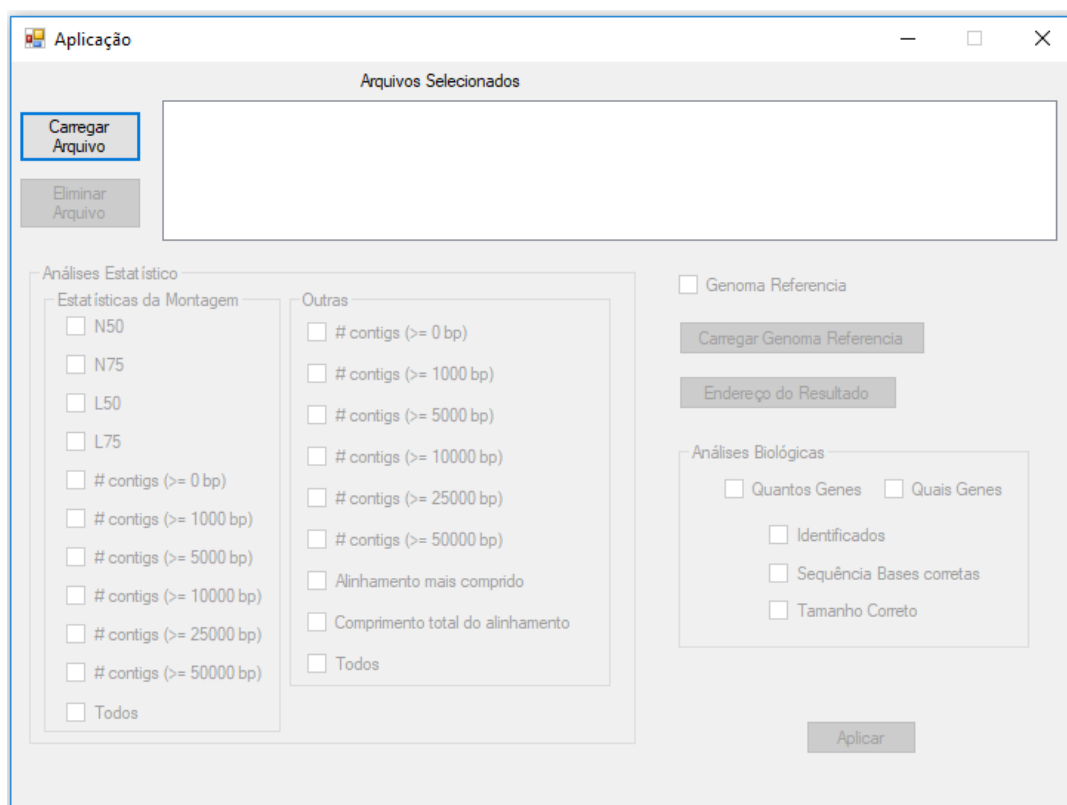 Aplicação
Arquivos Selecionados
Carregar
Arquivo
Eliminar
Arquivo
Análises Estatístico
Estatísticas da Montagem
N50
N75
L50
L75
# contigs (>= 0 bp)
# contigs (>= 1000 bp)
# contigs (>= 5000 bp)
# contigs (>= 10000 bp)
# contigs (>= 25000 bp)
# contigs (>= 50000 bp)
Todos
Outras
# contigs (>= 0 bp)
# contigs (>= 1000 bp)
# contigs (>= 5000 bp)
# contigs (>= 10000 bp)
# contigs (>= 25000 bp)
# contigs (>= 50000 bp)
Alinhamento mais comprido
Comprimento total do alinhamento
Todos
Genoma Referencia
Carregar Genoma Referencia
Endereço do Resultado
Análises Biológicas
Quantos Genes Quais Genes
Identificados
Sequência Bases corretas
Tamanho Correto
Aplicar